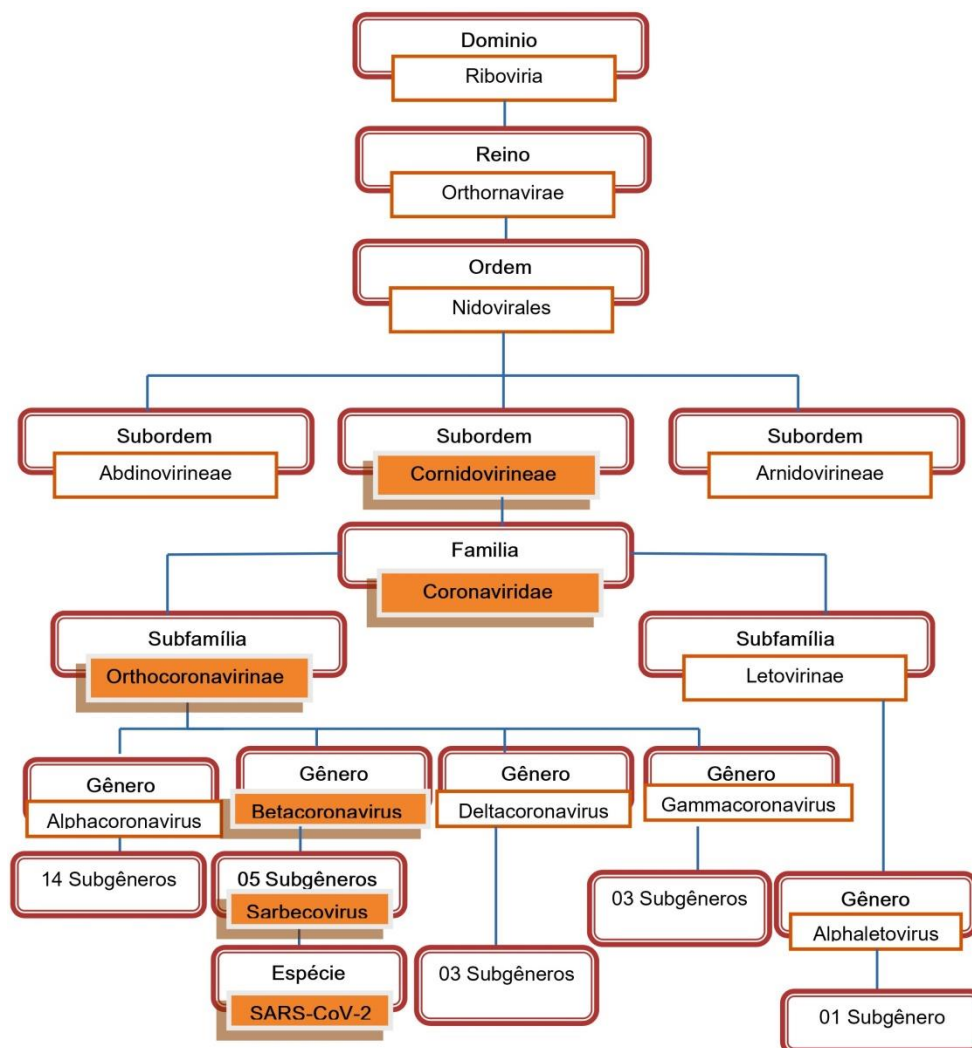 Dominio
Riboviria
Reino
Orthornavirae
Ordem
Nidovirales
Subordem
Abdinovirineae
Subordem
Cornidovirineae
Subordem
Arnidovirineae
Familia
Coronaviridae
Subfamília
Orthocoronavirinae
Subfamília
Letovirinae
Gênero
Alphacoronavirus
14 Subgêneros
Gênero
Betacoronavirus
05 Subgêneros
Sarbecovirus
Espécie
SARS-CoV-2
Gênero
Deltacoronavirus
03 Subgêneros
Gênero
Gammacoronavirus
03 Subgêneros
Gênero
Alphaletovirus
01 Subgênero